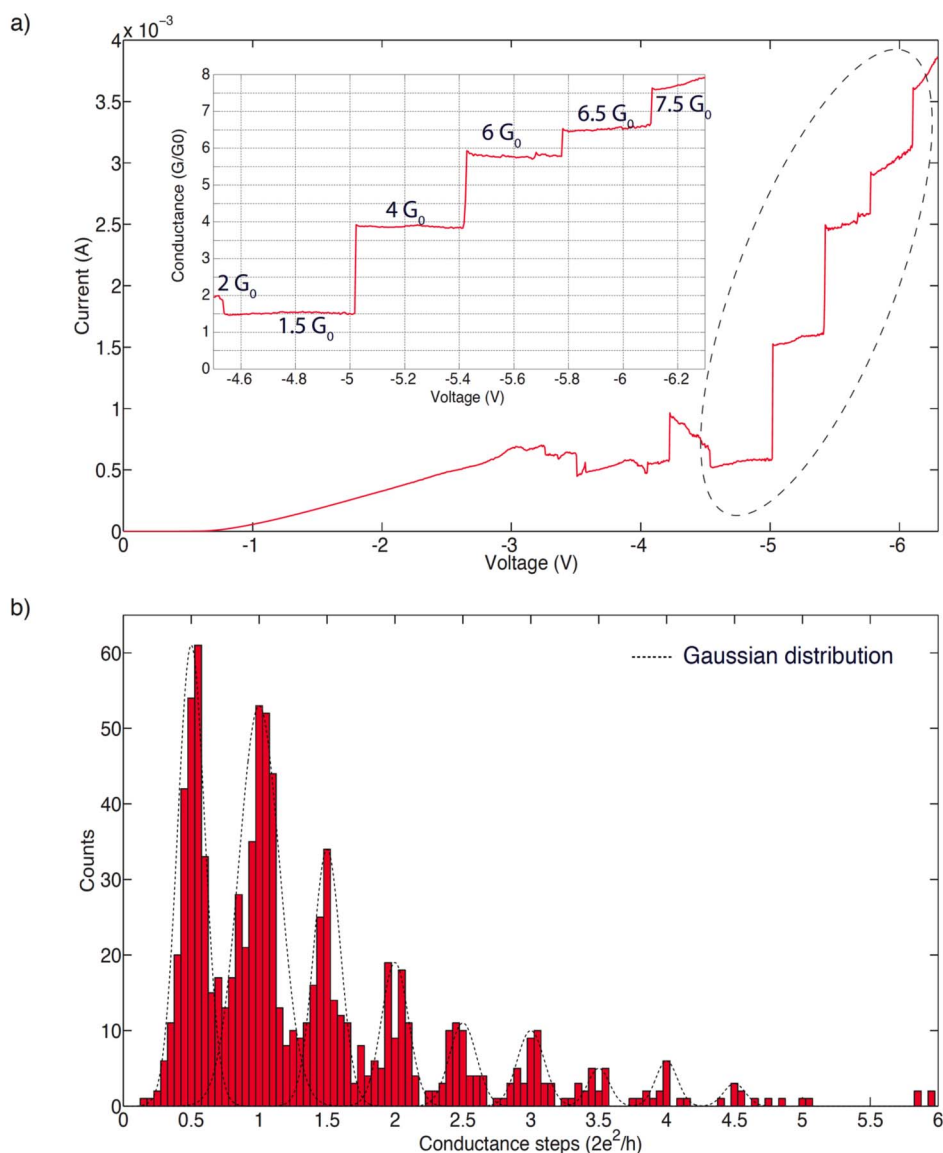 a)
x 10⁻³
4
3.5
3
2.5
2
1.5
1
0.5
0
Current (A)
0 -1 -2 -3 -4 -5 -6
Voltage (V)
8
7
6
5
4
3
2
1
0
Conductance (G/G0)
2 G₀
1.5 G₀
4 G₀
6 G₀
6.5 G₀
7.5 G₀
-4.6 -4.8 -5 -5.2 -5.4 -5.6 -5.8 -6 -6.2
Voltage (V)
b)
Gaussian distribution
60
50
40
30
20
10
0
Counts
0 0.5 1 1.5 2 2.5 3 3.5 4 4.5 5 5.5 6
Conductance steps (2e²/h)